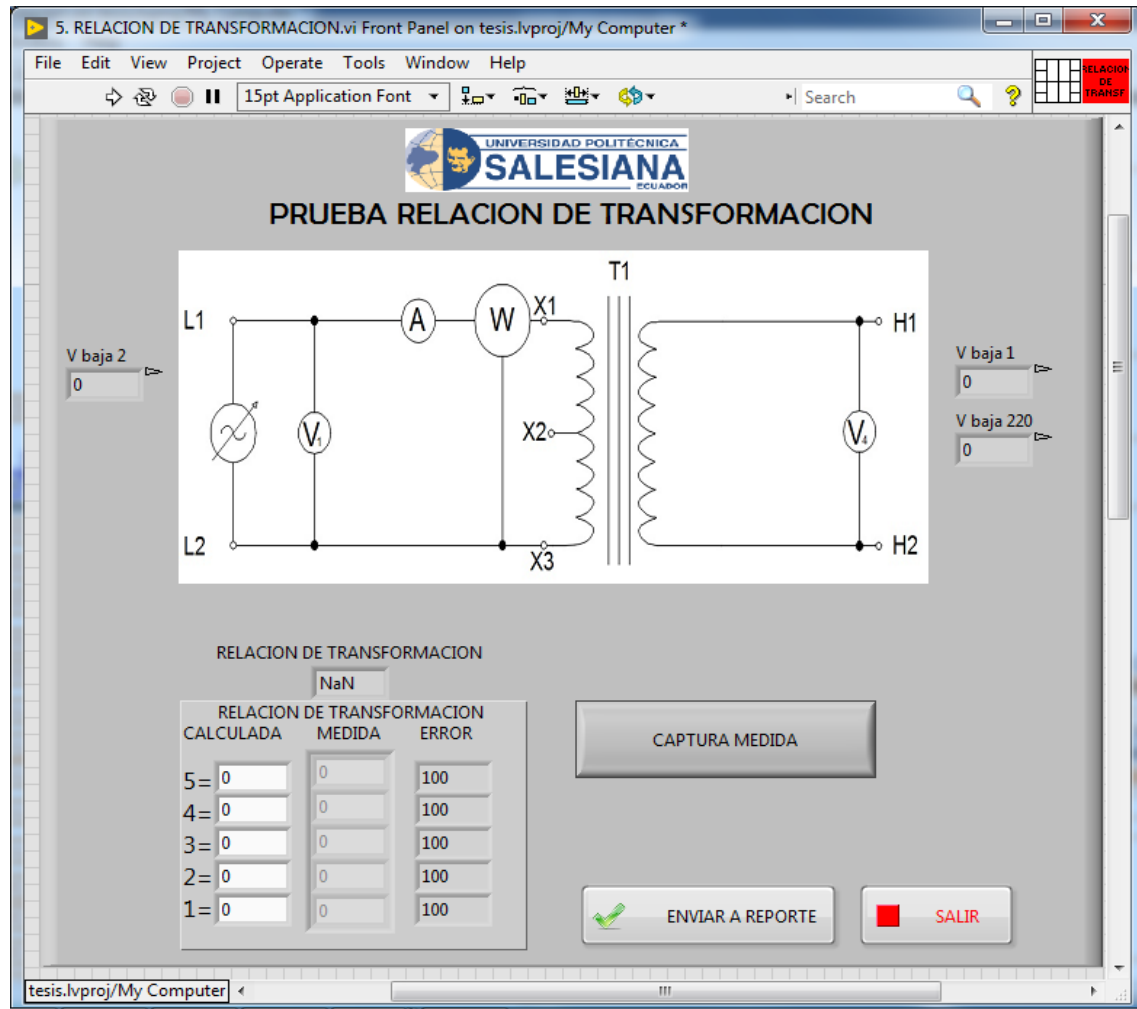 5. RELACION DE TRANSFORMACION.vi Front Panel on tesis.lvproj/My Computer *
File Edit View Project Operate Tools Window Help
15pt Application Font
Search
RELACION
DE
TRANSF
UNIVERSIDAD POLITÉCNICA
SALESIANA
ECUADOR
PRUEBA RELACION DE TRANSFORMACION
T1
L1
A
W
X1
H1
V baja 2
0
V baja 1
0
V baja 220
0
V1
X2
V4
L2
X3
H2
RELACION DE TRANSFORMACION
NaN
RELACION DE TRANSFORMACION
CALCULADA MEDIDA ERROR
5= 0 0 100
4= 0 0 100
3= 0 0 100
2= 0 0 100
1= 0 0 100
CAPTURA MEDIDA
ENVIAR A REPORTE
SALIR
tesis.lvproj/My Computer